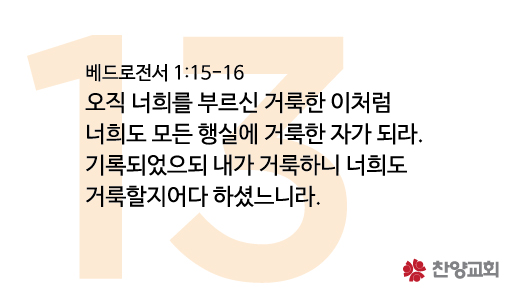 13
베드로전서 1:15-16
오직 너희를 부르신 거룩한 이처럼
너희도 모든 행실에 거룩한 자가 되라.
기록되었으되 내가 거룩하니 너희도
거룩할지어다 하셨느니라.
찬양교회